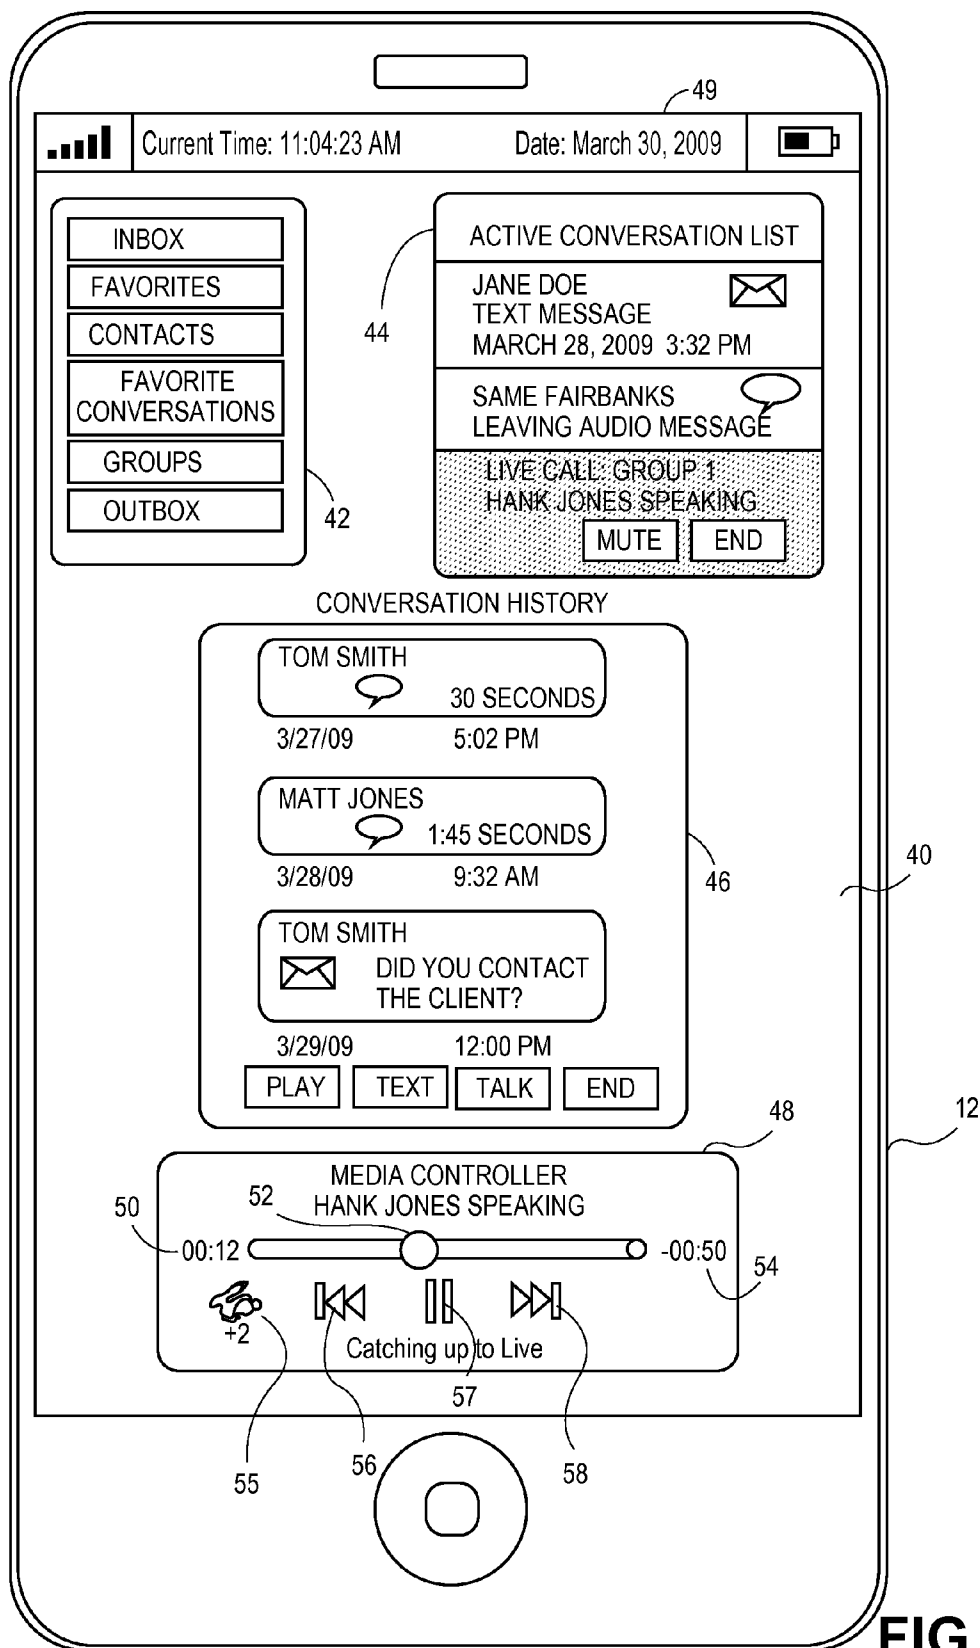 49
Current Time: 11:04:23 AM
Date: March 30, 2009
INBOX
FAVORITES
CONTACTS
FAVORITE
CONVERSATIONS
GROUPS
OUTBOX
42
44
ACTIVE CONVERSATION LIST
JANE DOE
TEXT MESSAGE
MARCH 28, 2009 3:32 PM
SAME FAIRBANKS
LEAVING AUDIO MESSAGE
LIVE CALL: GROUP 1
HANK JONES SPEAKING
MUTE
END
CONVERSATION HISTORY
TOM SMITH
30 SECONDS
3/27/09 5:02 PM
MATT JONES
1:45 SECONDS
3/28/09 9:32 AM
46
40
TOM SMITH
DID YOU CONTACT
THE CLIENT?
3/29/09 12:00 PM
PLAY
TEXT
TALK
END
48
12
MEDIA CONTROLLER
HANK JONES SPEAKING
50
52
00:12
-00:50
54
+2
Catching up to Live
57
55
56
58
FIG